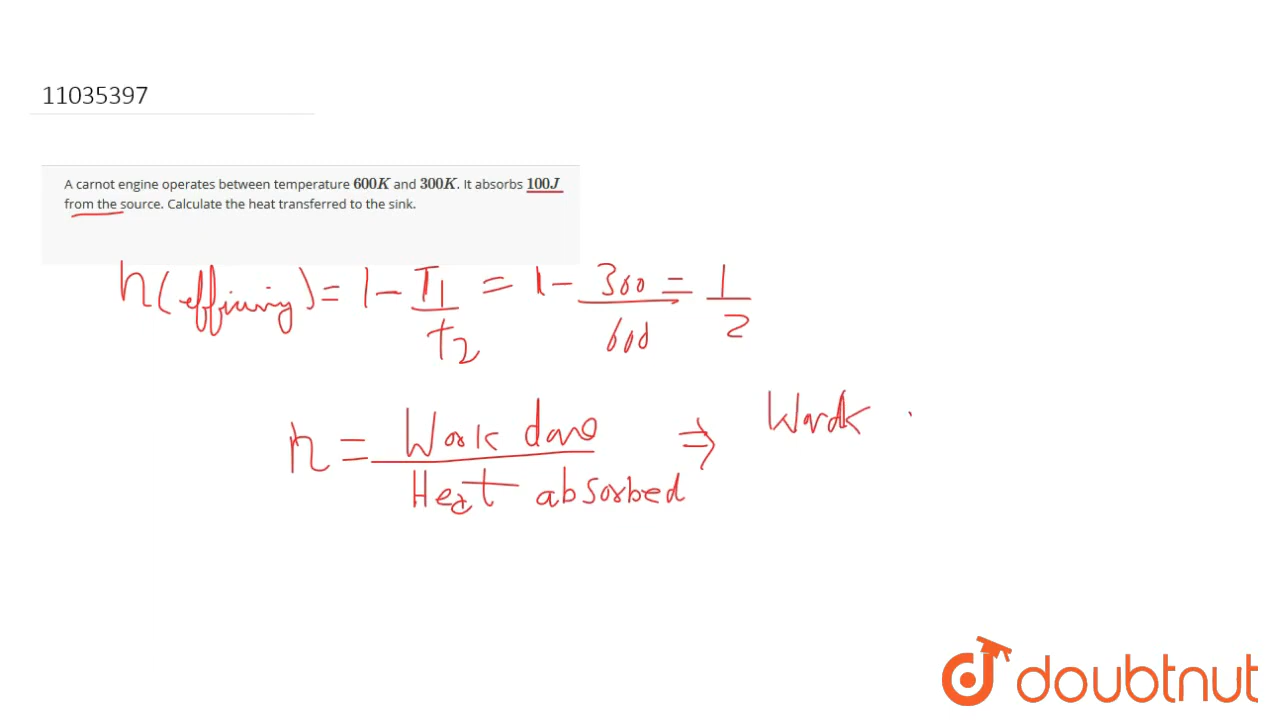 11035397
A carnot engine operates between temperature 600K and 300K. It absorbs 100J
from the source. Calculate the heat transferred to the sink.
η(efficiency) = 1 - T1/T2 = 1 - 300/600 = 1/2
η = Work done/Heat absorbed ⇒ Work
doubtnut